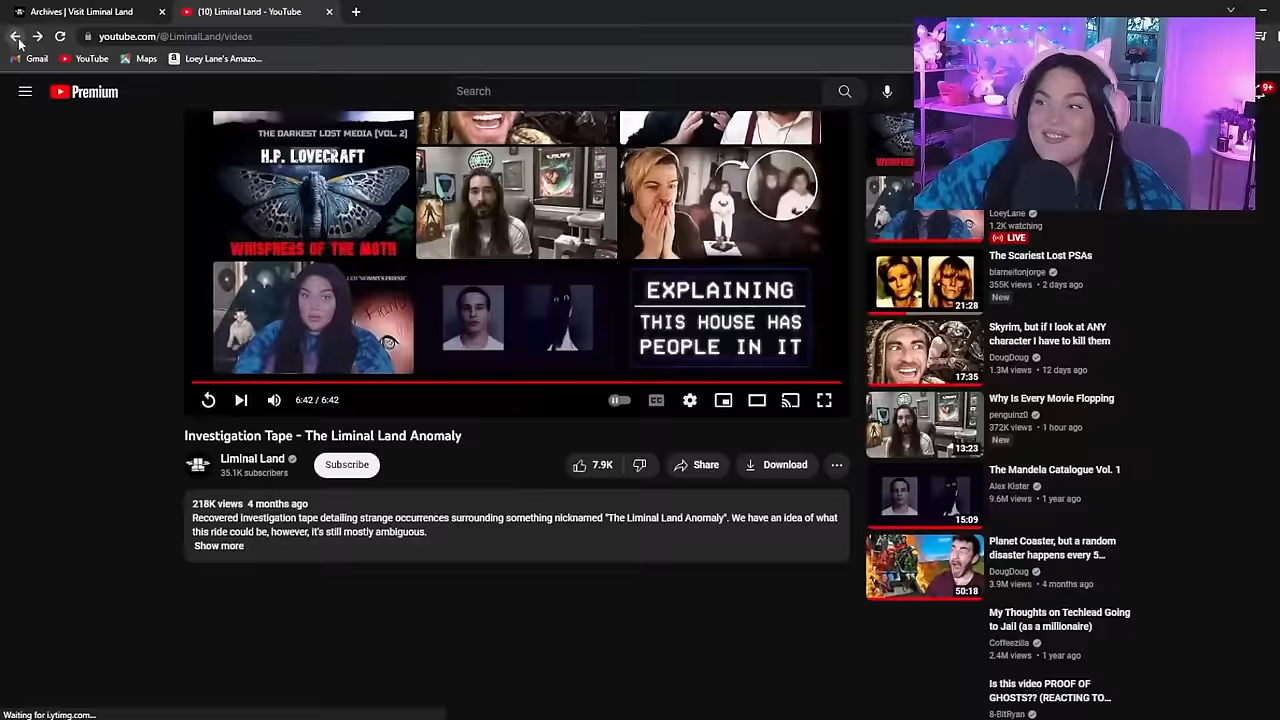 Archives | Visit Liminal Land
(10) Liminal Land - YouTube
youtube.com/@LiminalLand/videos
Gmail
YouTube
Maps
Loey Lane's Amazo...
Premium
Search
9+
THE DARKEST LOST MEDIA [VOL. 2]
H.P. LOVECRAFT
WHISPERS OF THE MOTH
EXPLAINING
THIS HOUSE HAS
PEOPLE IN IT
6:42 / 6:42
CC
Investigation Tape - The Liminal Land Anomaly
Liminal Land
35.1K subscribers
Subscribe
7.9K
Share
Download
218K views 4 months ago
Recovered investigation tape detailing strange occurrences surrounding something nicknamed "The Liminal Land Anomaly". We have an idea of what
this ride could be, however, it's still mostly ambiguous.
Show more
LoeyLane
1.2K watching
LIVE
The Scariest Lost PSAs
blameitonjorge
355K views • 2 days ago
New
21:28
Skyrim, but if I look at ANY
character I have to kill them
DougDoug
1.3M views • 12 days ago
17:35
Why Is Every Movie Flopping
penguinz0
372K views • 1 hour ago
New
13:23
The Mandela Catalogue Vol. 1
Alex Kister
9.6M views • 1 year ago
15:09
Planet Coaster, but a random
disaster happens every 5...
DougDoug
3.9M views • 4 months ago
50:18
My Thoughts on Techlead Going
to Jail (as a millionaire)
Coffeezilla
2.4M views • 1 year ago
Is this video PROOF OF
GHOSTS?? (REACTING TO...
8-BitRyan
Waiting for i.ytimg.com...